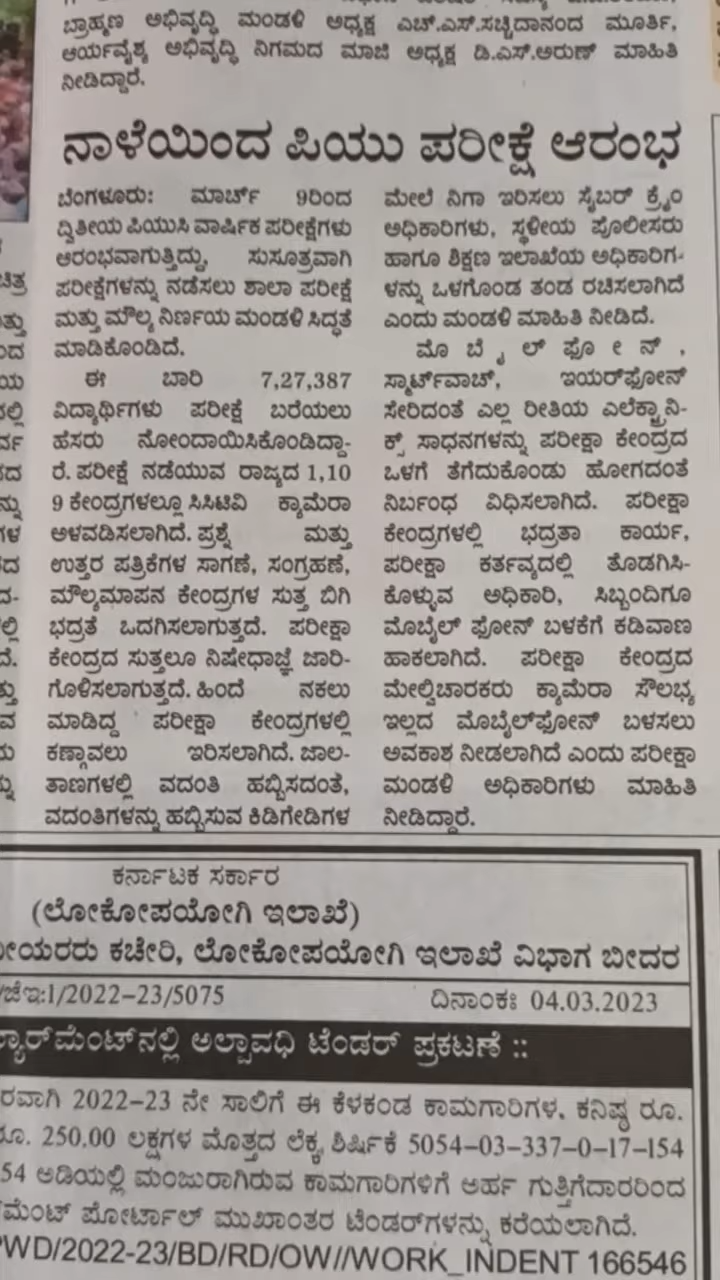 ಬ್ರಾಹ್ಮಣ ಅಭಿವೃದ್ಧಿ ಮಂಡಳಿ ಅಧ್ಯಕ್ಷ ಎಚ್.ಎಸ್.ಸಚ್ಚಿದಾನಂದ ಮೂರ್ತಿ,
ಆರ್ಯವೈಶ್ಯ ಅಭಿವೃದ್ಧಿ ನಿಗಮದ ಮಾಜಿ ಅಧ್ಯಕ್ಷ ಡಿ.ಎಸ್.ಅರುಣ್ ಮಾಹಿತಿ
ನೀಡಿದ್ದಾರೆ.
ನಾಳೆಯಿಂದ ಪಿಯು ಪರೀಕ್ಷೆ ಆರಂಭ
ಬೆಂಗಳೂರು: ಮಾರ್ಚ್ 9ರಿಂದ
ದ್ವಿತೀಯ ಪಿಯುಸಿ ವಾರ್ಷಿಕ ಪರೀಕ್ಷೆಗಳು
ಆರಂಭವಾಗುತ್ತಿದ್ದು, ಸುಸೂತ್ರವಾಗಿ
ಪರೀಕ್ಷೆಗಳನ್ನು ನಡೆಸಲು ಶಾಲಾ ಪರೀಕ್ಷೆ
ಮತ್ತು ಮೌಲ್ಯ ನಿರ್ಣಯ ಮಂಡಳಿ ಸಿದ್ಧತೆ
ಮಾಡಿಕೊಂಡಿದೆ.
ಈ ಬಾರಿ 7,27,387
ವಿದ್ಯಾರ್ಥಿಗಳು ಪರೀಕ್ಷೆ ಬರೆಯಲು
ಹೆಸರು ನೋಂದಾಯಿಸಿಕೊಂಡಿದ್ದಾ-
ರೆ. ಪರೀಕ್ಷೆ ನಡೆಯುವ ರಾಜ್ಯದ 1,10
9 ಕೇಂದ್ರಗಳಲ್ಲೂ ಸಿಸಿಟಿವಿ ಕ್ಯಾಮೆರಾ
ಅಳವಡಿಸಲಾಗಿದೆ. ಪ್ರಶ್ನೆ ಮತ್ತು
ಉತ್ತರ ಪತ್ರಿಕೆಗಳ ಸಾಗಣೆ, ಸಂಗ್ರಹಣೆ,
ಮೌಲ್ಯಮಾಪನ ಕೇಂದ್ರಗಳ ಸುತ್ತ ಬಿಗಿ
ಭದ್ರತೆ ಒದಗಿಸಲಾಗುತ್ತದೆ. ಪರೀಕ್ಷಾ
ಕೇಂದ್ರದ ಸುತ್ತಲೂ ನಿಷೇಧಾಜ್ಞೆ ಜಾರಿ-
ಗೊಳಿಸಲಾಗುತ್ತದೆ. ಹಿಂದೆ ನಕಲು
ಮಾಡಿದ್ದ ಪರೀಕ್ಷಾ ಕೇಂದ್ರಗಳಲ್ಲಿ
ಕಣ್ಗಾವಲು ಇರಿಸಲಾಗಿದೆ. ಜಾಲ-
ತಾಣಗಳಲ್ಲಿ ವದಂತಿ ಹಬ್ಬಿಸದಂತೆ,
ವದಂತಿಗಳನ್ನು ಹಬ್ಬಿಸುವ ಕಿಡಿಗೇಡಿಗಳ
ಮೇಲೆ ನಿಗಾ ಇರಿಸಲು ಸೈಬರ್ ಕ್ರೈಂ
ಅಧಿಕಾರಿಗಳು, ಸ್ಥಳೀಯ ಪೊಲೀಸರು
ಹಾಗೂ ಶಿಕ್ಷಣ ಇಲಾಖೆಯ ಅಧಿಕಾರಿಗ-
ಳನ್ನು ಒಳಗೊಂಡ ತಂಡ ರಚಿಸಲಾಗಿದೆ
ಎಂದು ಮಂಡಳಿ ಮಾಹಿತಿ ನೀಡಿದೆ.
ಮೊಬೈಲ್‌ಫೋನ್,
ಸ್ಮಾರ್ಟ್‌ವಾಚ್, ಇಯರ್‌ಫೋನ್
ಸೇರಿದಂತೆ ಎಲ್ಲ ರೀತಿಯ ಎಲೆಕ್ಟ್ರಾನಿ-
ಕ್ಸ್ ಸಾಧನಗಳನ್ನು ಪರೀಕ್ಷಾ ಕೇಂದ್ರದ
ಒಳಗೆ ತೆಗೆದುಕೊಂಡು ಹೋಗದಂತೆ
ನಿರ್ಬಂಧ ವಿಧಿಸಲಾಗಿದೆ. ಪರೀಕ್ಷಾ
ಕೇಂದ್ರಗಳಲ್ಲಿ ಭದ್ರತಾ ಕಾರ್ಯ,
ಪರೀಕ್ಷಾ ಕರ್ತವ್ಯದಲ್ಲಿ ತೊಡಗಿಸಿ-
ಕೊಳ್ಳುವ ಅಧಿಕಾರಿ, ಸಿಬ್ಬಂದಿಗೂ
ಮೊಬೈಲ್ ಫೋನ್ ಬಳಕೆಗೆ ಕಡಿವಾಣ
ಹಾಕಲಾಗಿದೆ. ಪರೀಕ್ಷಾ ಕೇಂದ್ರದ
ಮೇಲ್ವಿಚಾರಕರು ಕ್ಯಾಮೆರಾ ಸೌಲಭ್ಯ
ಇಲ್ಲದ ಮೊಬೈಲ್‌ಫೋನ್ ಬಳಸಲು
ಅವಕಾಶ ನೀಡಲಾಗಿದೆ ಎಂದು ಪರೀಕ್ಷಾ
ಮಂಡಳಿ ಅಧಿಕಾರಿಗಳು ಮಾಹಿತಿ
ನೀಡಿದ್ದಾರೆ.
ಕರ್ನಾಟಕ ಸರ್ಕಾರ
(ಲೋಕೋಪಯೋಗಿ ಇಲಾಖೆ)
ಕಚೇರಿ, ಲೋಕೋಪಯೋಗಿ ಇಲಾಖೆ ವಿಭಾಗ ಬೀದರ
/ಜೆಇ:1/2022-23/5075 ದಿನಾಂಕಃ 04.03.2023
ಅಲ್ಪಾವಧಿ ಟೆಂಡರ್ ಪ್ರಕಟಣೆ ::
2022-23 ನೇ ಸಾಲಿಗೆ ಈ ಕೆಳಕಂಡ ಕಾಮಗಾರಿಗಳ, ಕನಿಷ್ಠ ರೂ.
ರೂ. 250.00 ಲಕ್ಷಗಳ ಮೊತ್ತದ ಲೆಕ್ಕ ಶಿರ್ಷಿಕೆ 5054-03-337-0-17-154
54 ಅಡಿಯಲ್ಲಿ ಮಂಜುರಾಗಿರುವ ಕಾಮಗಾರಿಗಳಿಗೆ ಅರ್ಹ ಗುತ್ತಿಗೆದಾರರಿಂದ
ಪೋರ್ಟಾಲ್ ಮುಖಾಂತರ ಟೆಂಡರ್‌ಗಳನ್ನು ಕರೆಯಲಾಗಿದೆ.
PWD/2022-23/BD/RD/OW//WORK_INDENT 166546